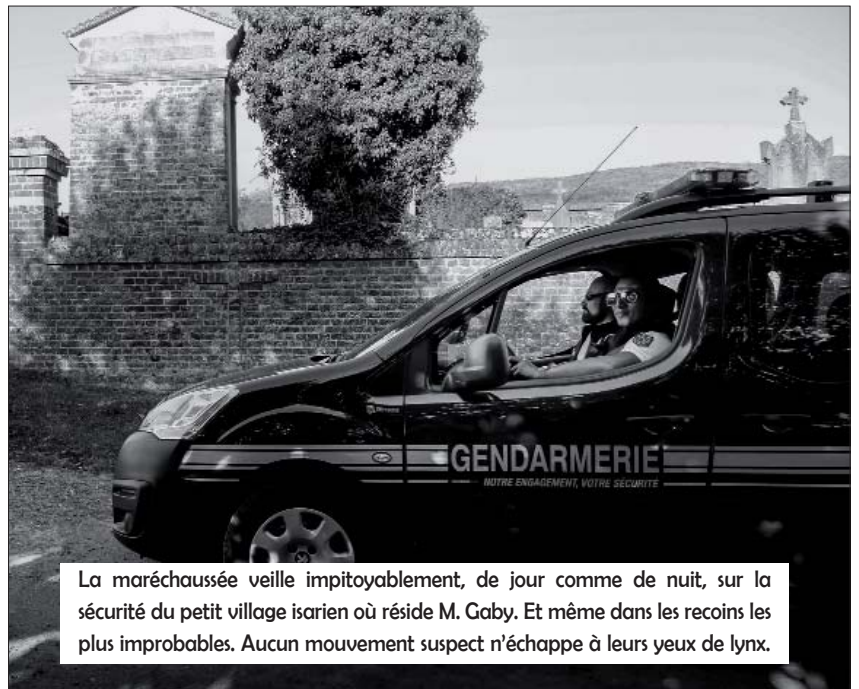 GENDARMERIE
NOTRE ENGAGEMENT, VOTRE SÉCURITÉ
La maréchaussée veille impitoyablement, de jour comme de nuit, sur la
sécurité du petit village isarien où réside M. Gaby. Et même dans les recoins les
plus improbables. Aucun mouvement suspect n'échappe à leurs yeux de lynx.